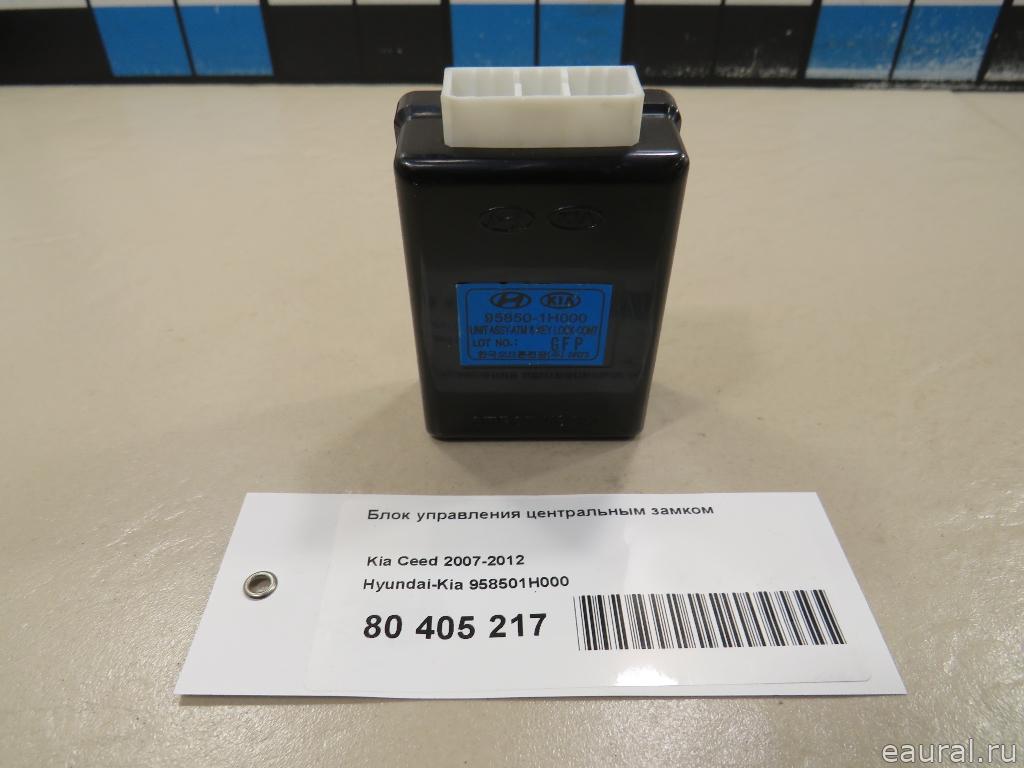 KIA
95850-1H000
UNIT ASSY-ATM & KEY LOCK CONT
LOT NO.: GFP
Блок управления центральным замком
Kia Ceed 2007-2012
Hyundai-Kia 958501H000
80 405 217
eaural.ru